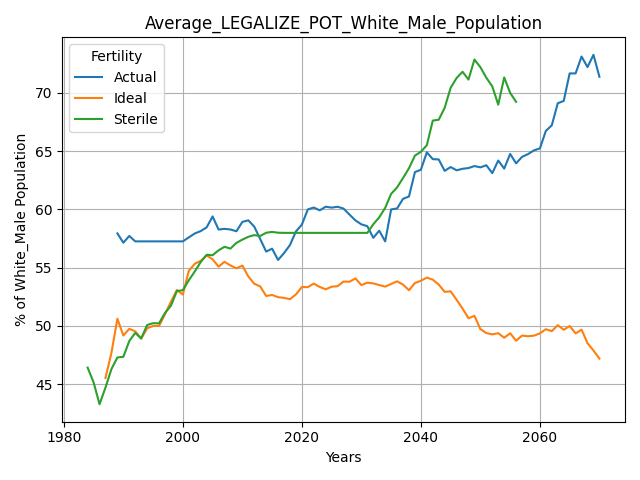 Average_LEGALIZE_POT_White_Male_Population
Fertility
Actual
Ideal
Sterile
% of White_Male Population
70
65
60
55
50
45
1980
2000
2020
2040
2060
Years